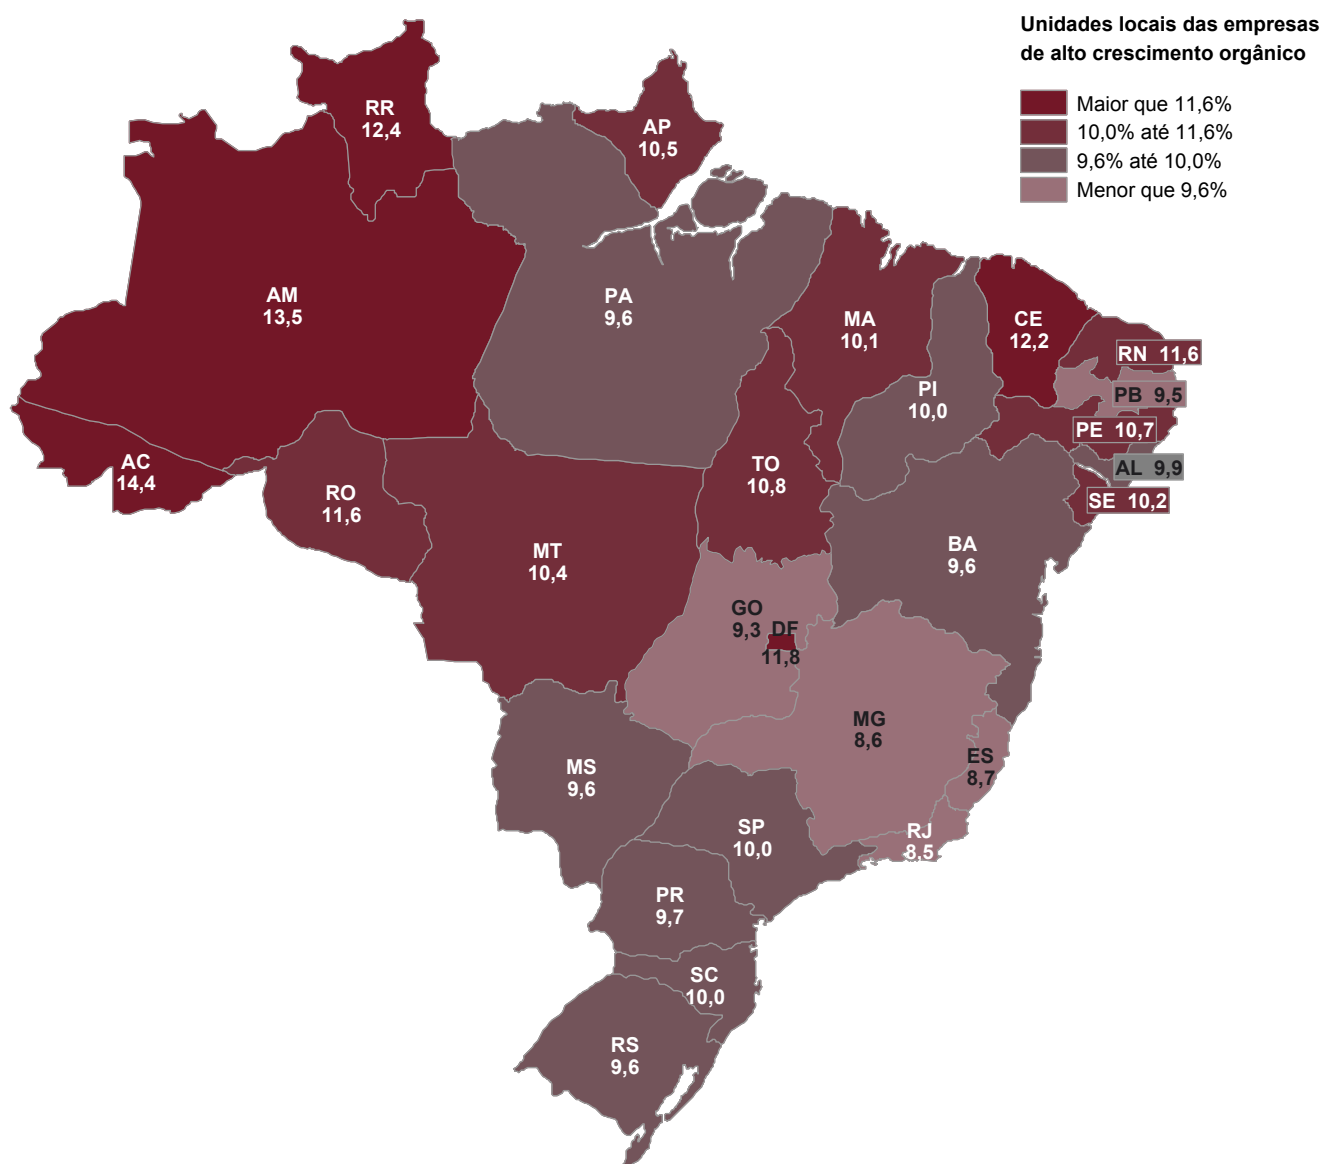 Unidades locais das empresas
de alto crescimento orgânico
Maior que 11,6%
10,0% até 11,6%
9,6% até 10,0%
Menor que 9,6%
RR
12,4
AP
10,5
AM
13,5
PA
9,6
MA
10,1
CE
12,2
RN 11,6
PI
10,0
PB 9,5
PE 10,7
AC
14,4
TO
10,8
AL 9,9
RO
11,6
SE 10,2
MT
10,4
BA
9,6
GO
9,3
DF
11,8
MG
8,6
ES
8,7
MS
9,6
SP
10,0
RJ
8,5
PR
9,7
SC
10,0
RS
9,6